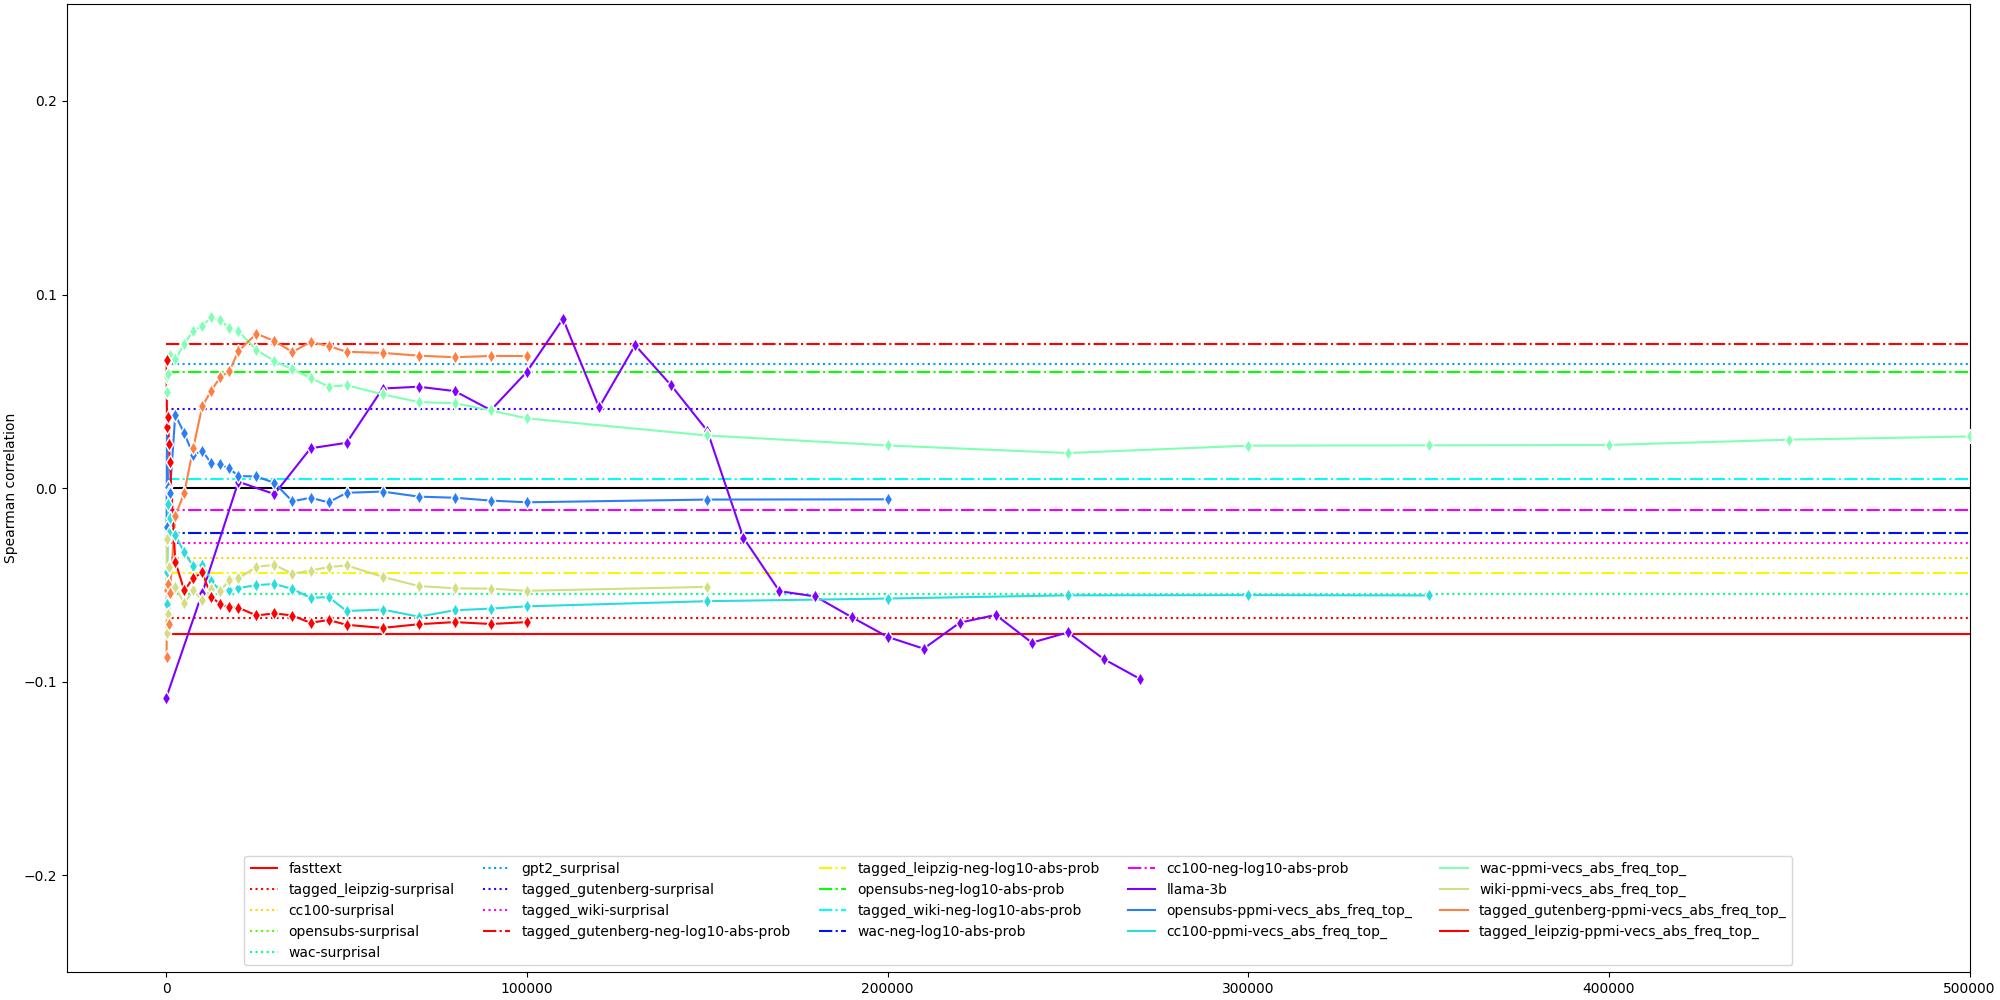 0.2
0.1
0.0
−0.1
−0.2
Spearman correlation
fasttext
tagged_leipzig-surprisal
cc100-surprisal
opensubs-surprisal
wac-surprisal
gpt2_surprisal
tagged_gutenberg-surprisal
tagged_wiki-surprisal
tagged_gutenberg-neg-log10-abs-prob
tagged_leipzig-neg-log10-abs-prob
opensubs-neg-log10-abs-prob
tagged_wiki-neg-log10-abs-prob
wac-neg-log10-abs-prob
cc100-neg-log10-abs-prob
llama-3b
opensubs-ppmi-vecs_abs_freq_top_
cc100-ppmi-vecs_abs_freq_top_
wac-ppmi-vecs_abs_freq_top_
wiki-ppmi-vecs_abs_freq_top_
tagged_gutenberg-ppmi-vecs_abs_freq_top_
tagged_leipzig-ppmi-vecs_abs_freq_top_
0 100000 200000 300000 400000 500000